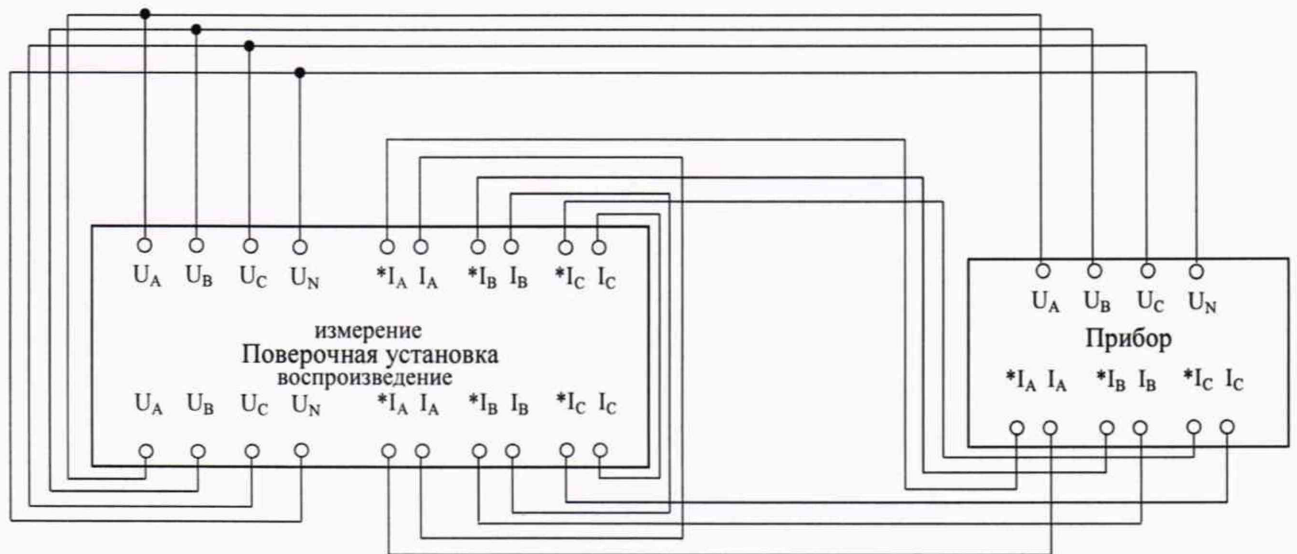 U_A U_B U_C U_N *I_A I_A *I_B I_B *I_C I_C
измерение
Поверочная установка
воспроизведение
U_A U_B U_C U_N *I_A I_A *I_B I_B *I_C I_C
U_A U_B U_C U_N
Прибор
*I_A I_A *I_B I_B *I_C I_C